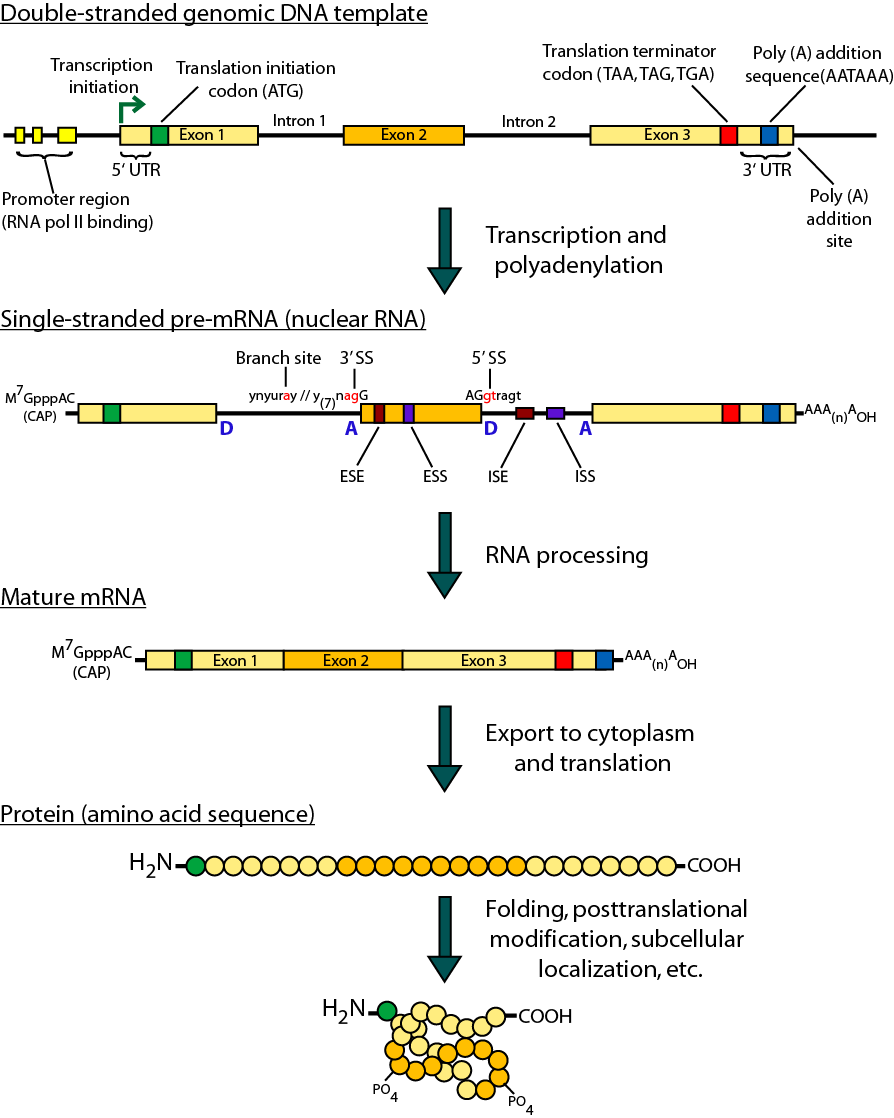 Double-stranded genomic DNA template
Transcription
initiation
Translation initiation
codon (ATG)
Translation terminator
codon (TAA, TAG, TGA)
Poly (A) addition
sequence(AATAAA)
Intron 1
Intron 2
Exon 1
Exon 2
Exon 3
5' UTR
3' UTR
Promoter region
(RNA pol II binding)
Poly (A)
addition
site
Transcription and
polyadenylation
Single-stranded pre-mRNA (nuclear RNA)
Branch site
3' SS
5' SS
ynyuray // y(7)nagG
AGgtragt
M7GpppAC
(CAP)
AAA(n)AOH
D
A
D
A
ESE
ESS
ISE
ISS
RNA processing
Mature mRNA
M7GpppAC
(CAP)
Exon 1
Exon 2
Exon 3
AAA(n)AOH
Export to cytoplasm
and translation
Protein (amino acid sequence)
H2N
COOH
Folding, posttranslational
modification, subcellular
localization, etc.
H2N
COOH
PO4
PO4